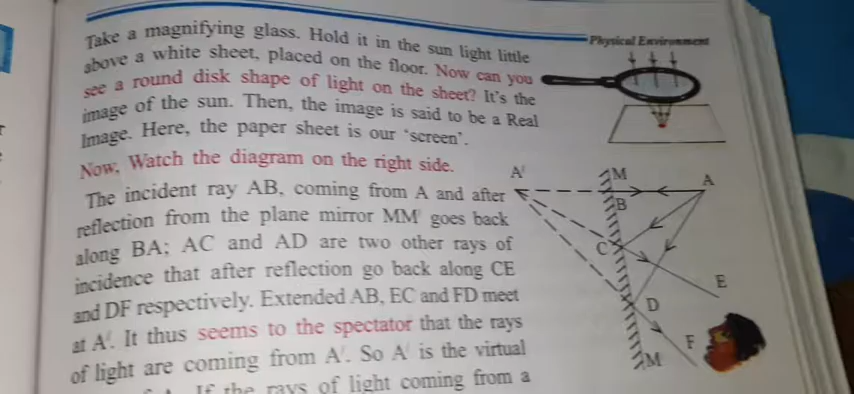 Physical Environment
Take a magnifying glass. Hold it in the sun light little
above a white sheet, placed on the floor. Now can you
see a round disk shape of light on the sheet? It's the
image of the sun. Then, the image is said to be a Real
Image. Here, the paper sheet is our 'screen'.
Now, Watch the diagram on the right side.
The incident ray AB, coming from A and after
reflection from the plane mirror MM' goes back
along BA; AC and AD are two other rays of
incidence that after reflection go back along CE
and DF respectively. Extended AB, EC and FD meet
at A'. It thus seems to the spectator that the rays
of light are coming from A'. So A' is the virtual
If the rays of light coming from a
A'
M
A
B
C
E
D
F
M